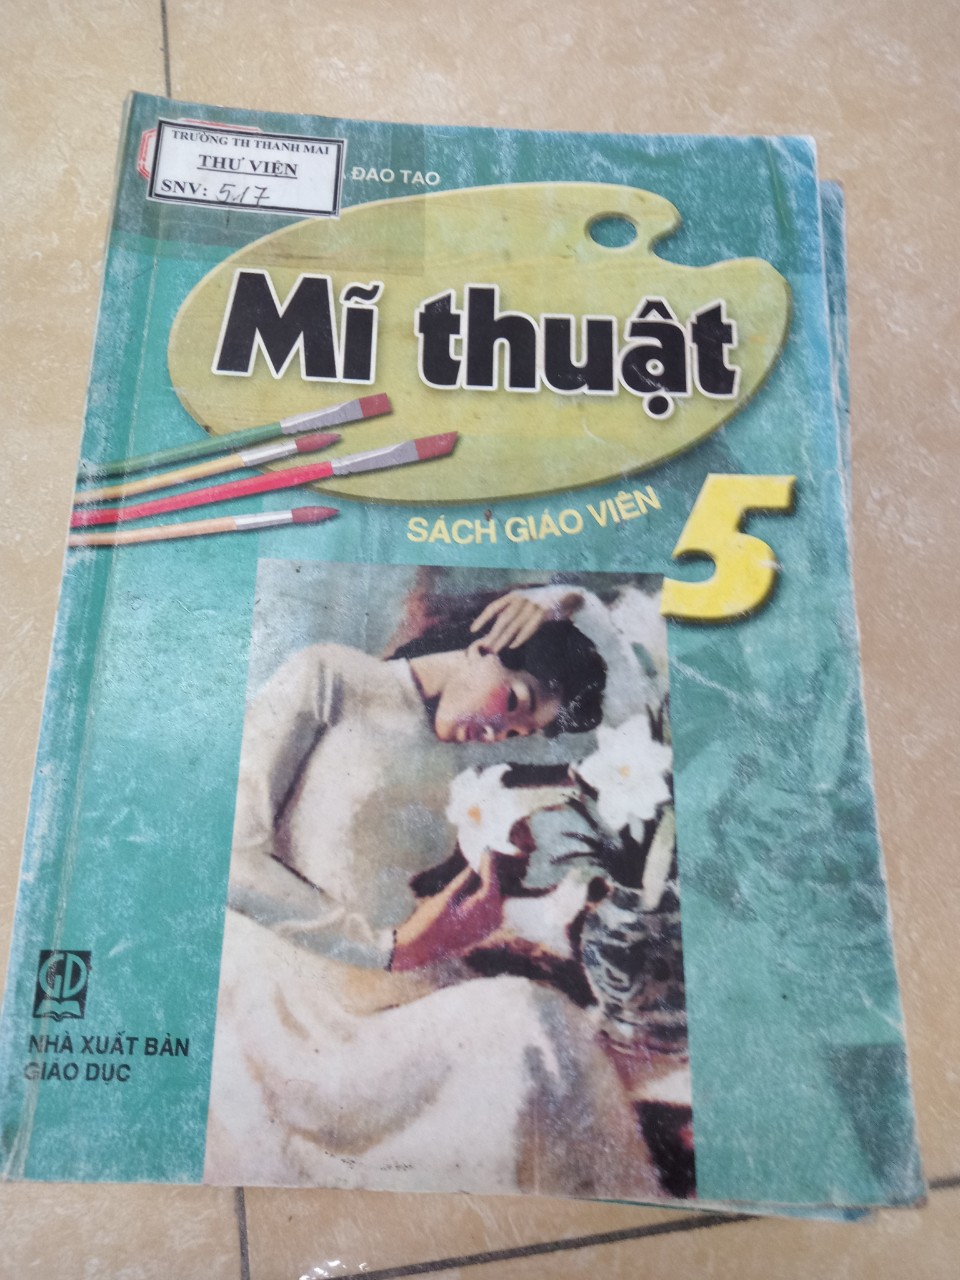 TRƯỜNG TH THANH MAI
THƯ VIỆN
SNV: 517
ĐÀO TẠO
Mĩ thuật
SÁCH GIÁO VIÊN
5
GD
NHÀ XUẤT BẢN
GIÁO DỤC